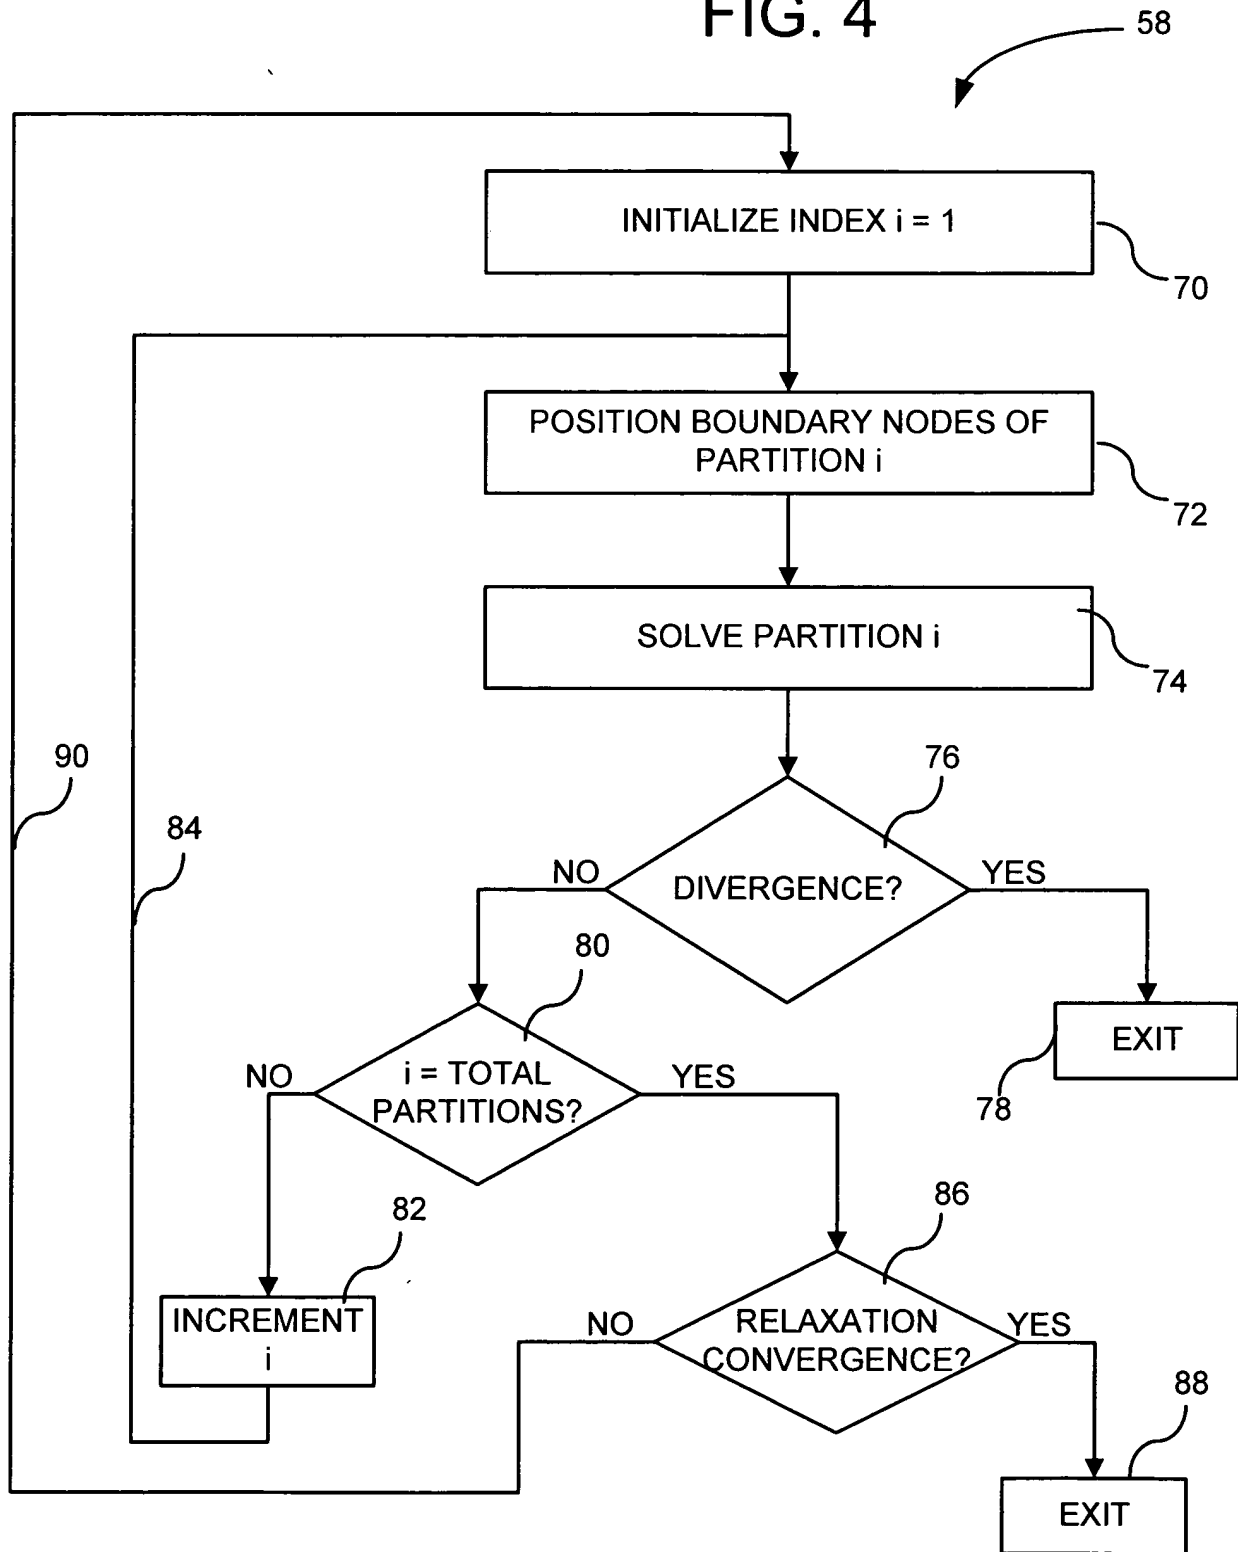 FIG. 4
58
INITIALIZE INDEX i = 1
70
POSITION BOUNDARY NODES OF
PARTITION i
72
SOLVE PARTITION i
74
76
90
84
NO
DIVERGENCE?
YES
80
EXIT
78
NO
i = TOTAL
PARTITIONS?
YES
82
86
INCREMENT
i
NO
RELAXATION
CONVERGENCE?
YES
88
EXIT